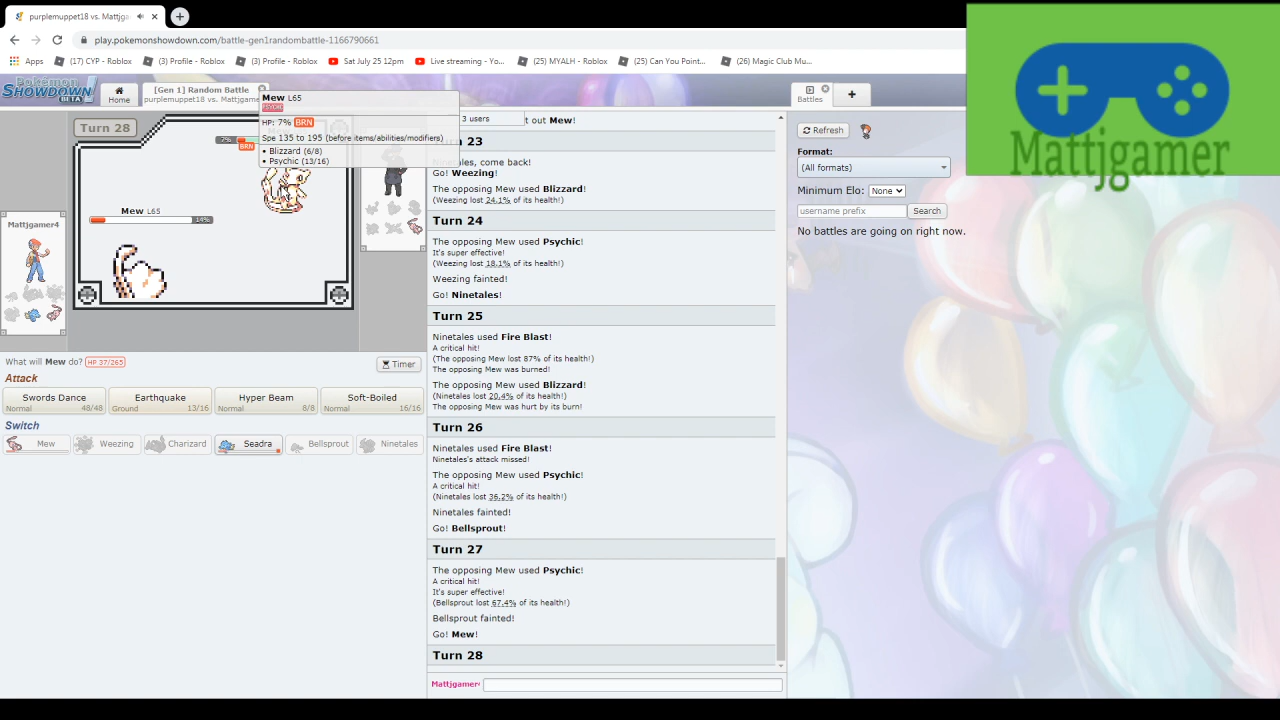 purplemuppet18 vs. Mattjga
play.pokemonshowdown.com/battle-gen1randombattle-1166790661
Apps
(17) CYP - Roblox
(3) Profile - Roblox
(3) Profile - Roblox
Sat July 25 12pm
Live streaming - Yo...
(25) MYALH - Roblox
(25) Can You Point...
(26) Magic Club Mu...
Mattjgamer
Pokémon
SHOWDOWN!
BETA
Home
[Gen 1] Random Battle
purplemuppet18 vs. Mattjgame
Battles
Turn 28
Mew L65
PSYCHIC
HP: 7% BRN
Spe 135 to 195 (before items/abilities/modifiers)
• Blizzard (6/8)
• Psychic (13/16)
7%
BRN
Mew L65
14%
Mattjgamer4
What will Mew do? HP 37/265
Timer
Attack
Swords Dance
Normal 48/48
Earthquake
Ground 13/16
Hyper Beam
Normal 8/8
Soft-Boiled
Normal 16/16
Switch
Mew
Weezing
Charizard
Seadra
Bellsprout
Ninetales
3 users
t out Mew!
n 23
Ninetales, come back!
Go! Weezing!
The opposing Mew used Blizzard!
(Weezing lost 24.1% of its health!)
Turn 24
The opposing Mew used Psychic!
It's super effective!
(Weezing lost 18.1% of its health!)
Weezing fainted!
Go! Ninetales!
Turn 25
Ninetales used Fire Blast!
A critical hit!
(The opposing Mew lost 87% of its health!)
The opposing Mew was burned!
The opposing Mew used Blizzard!
(Ninetales lost 20.4% of its health!)
The opposing Mew was hurt by its burn!
Turn 26
Ninetales used Fire Blast!
Ninetales's attack missed!
The opposing Mew used Psychic!
A critical hit!
(Ninetales lost 36.2% of its health!)
Ninetales fainted!
Go! Bellsprout!
Turn 27
The opposing Mew used Psychic!
A critical hit!
It's super effective!
(Bellsprout lost 67.4% of its health!)
Bellsprout fainted!
Go! Mew!
Turn 28
Mattjgamer
Refresh
Format:
(All formats)
Minimum Elo: None
username prefix
Search
No battles are going on right now.